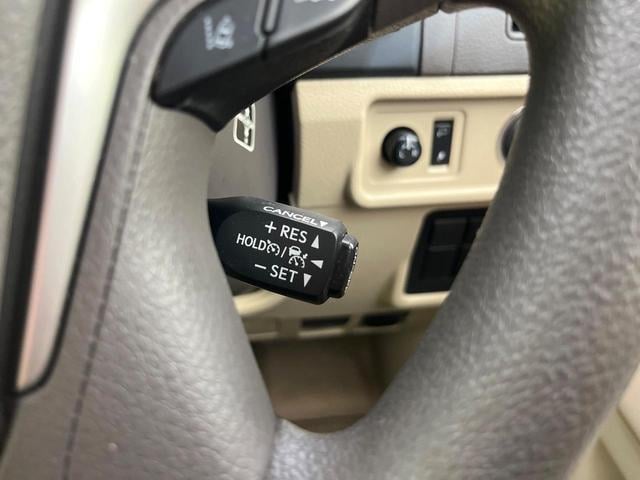 CANCEL▼
+ RES ▲
HOLD / ◀
− SET ▼